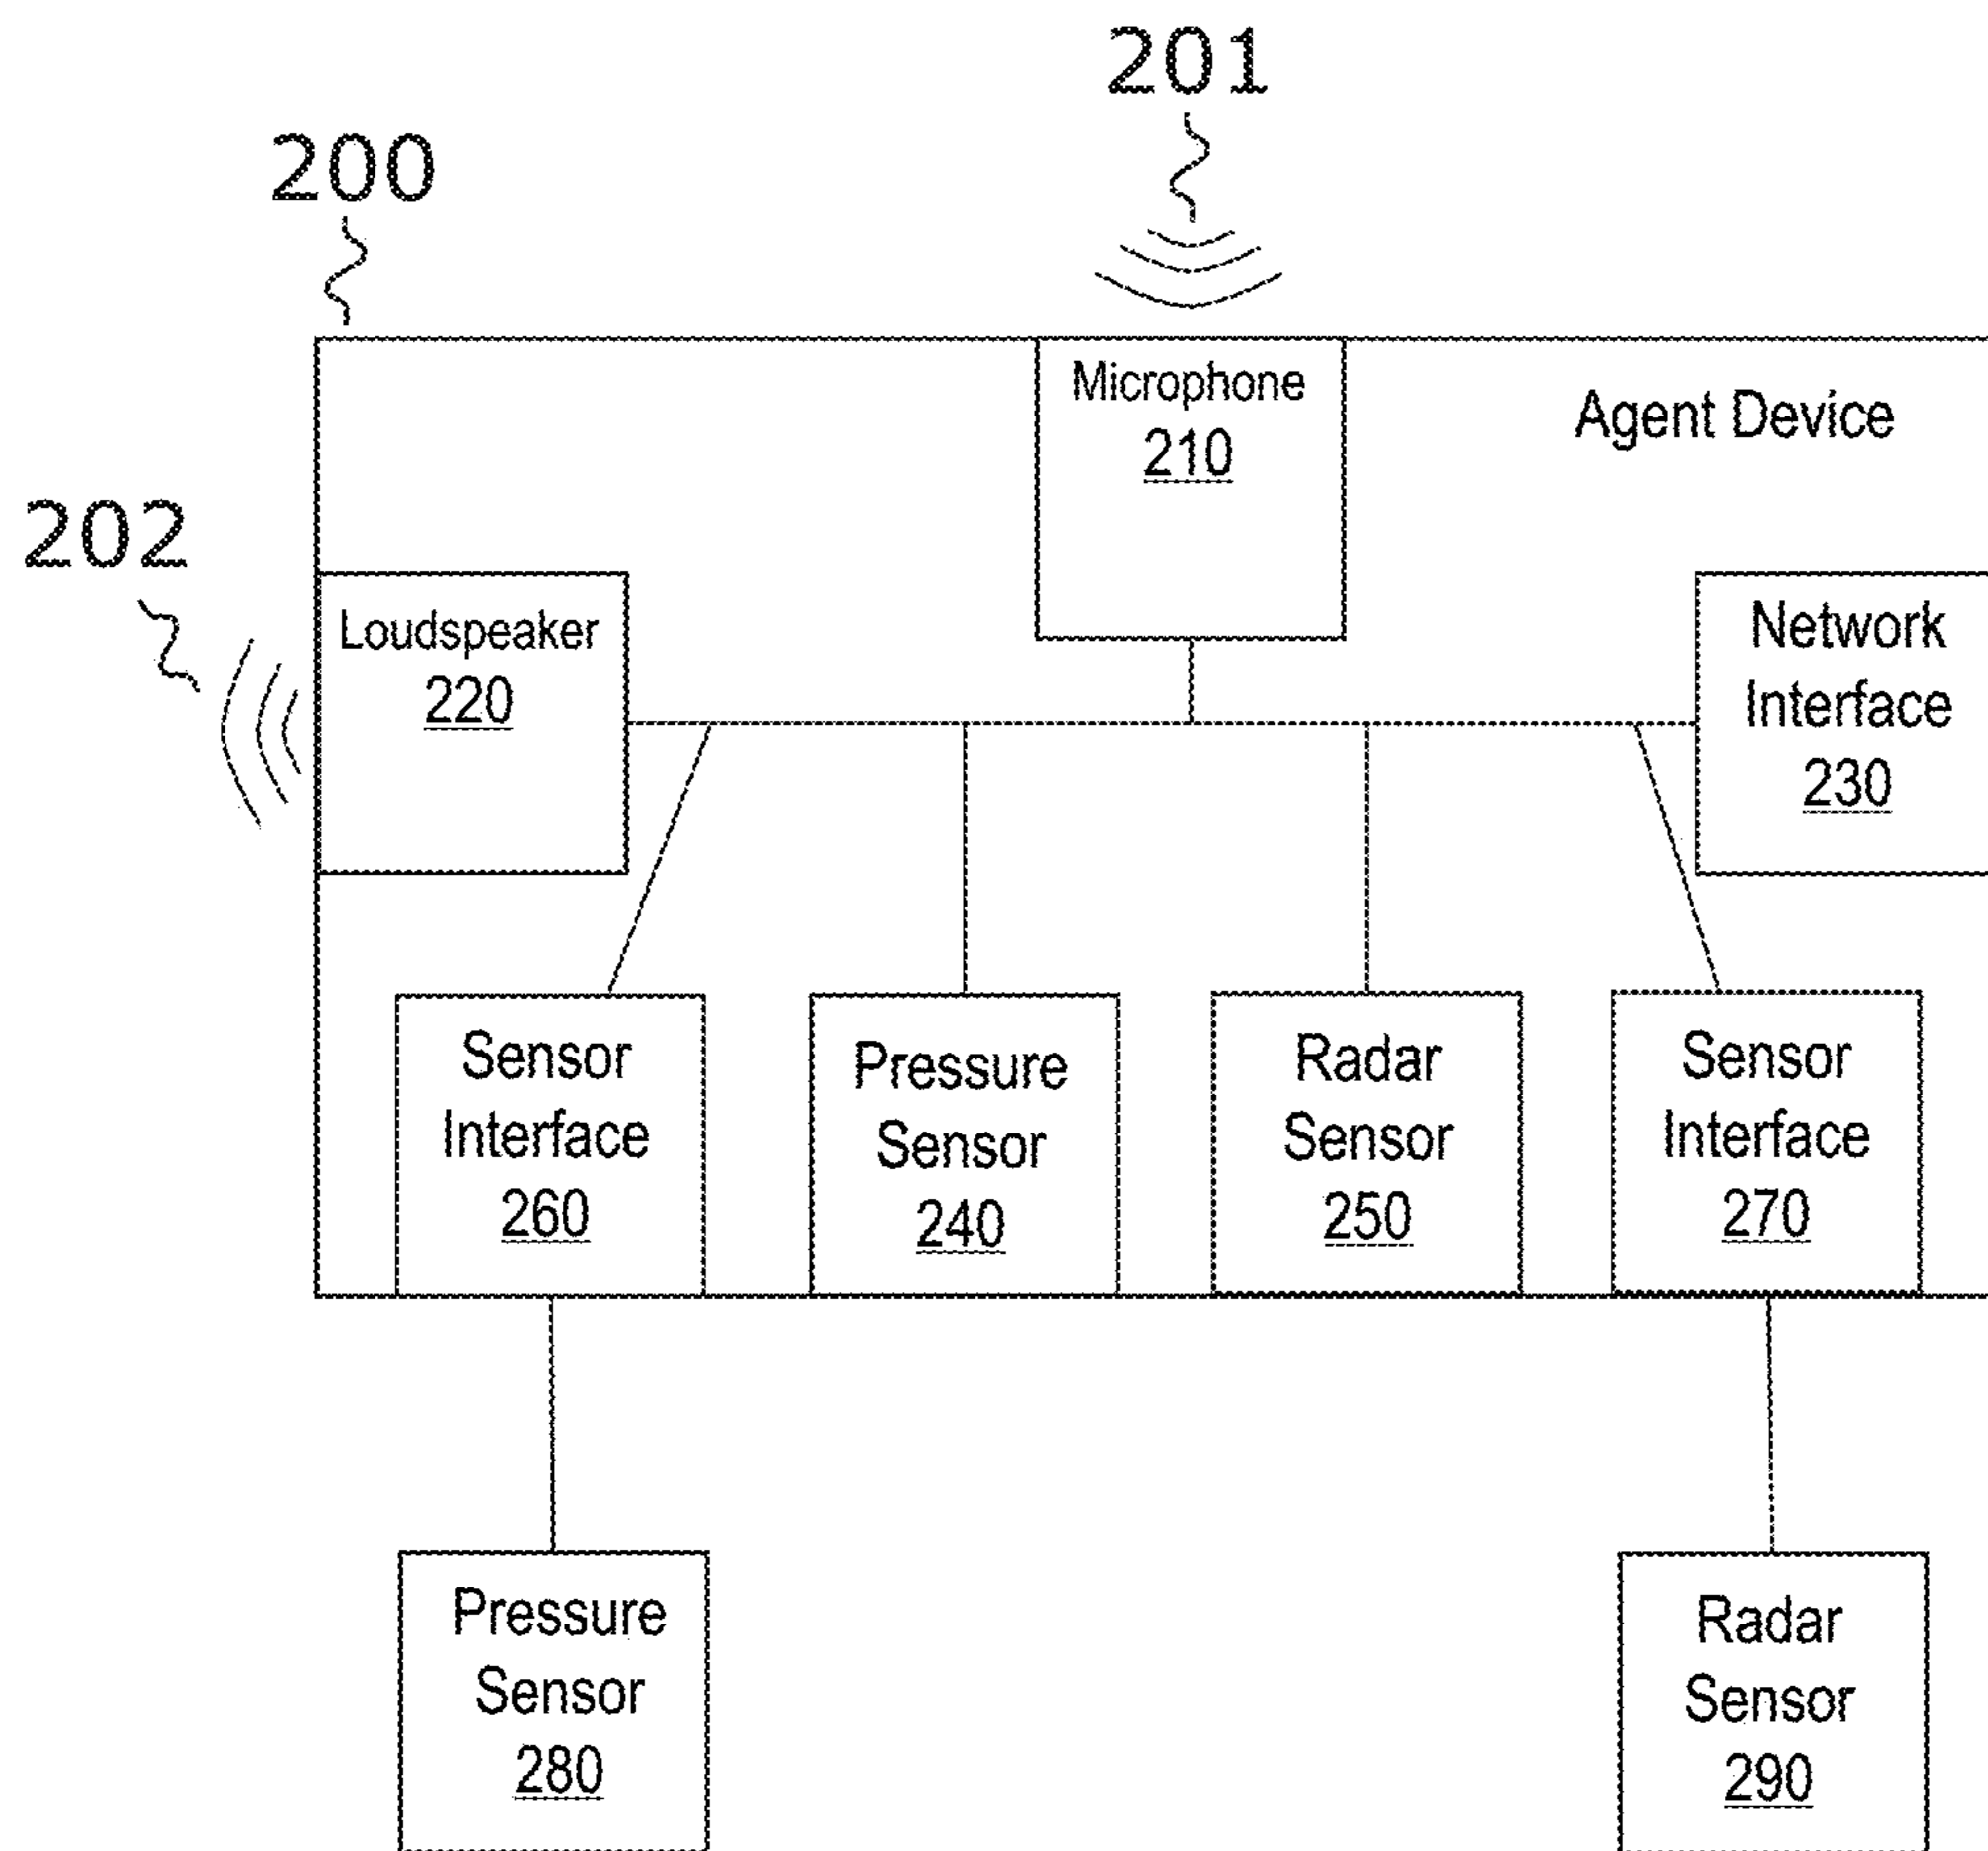 201
200
Microphone
210
Agent Device
202
Loudspeaker
220
Network
Interface
230
Sensor
Interface
260
Pressure
Sensor
240
Radar
Sensor
250
Sensor
Interface
270
Pressure
Sensor
280
Radar
Sensor
290